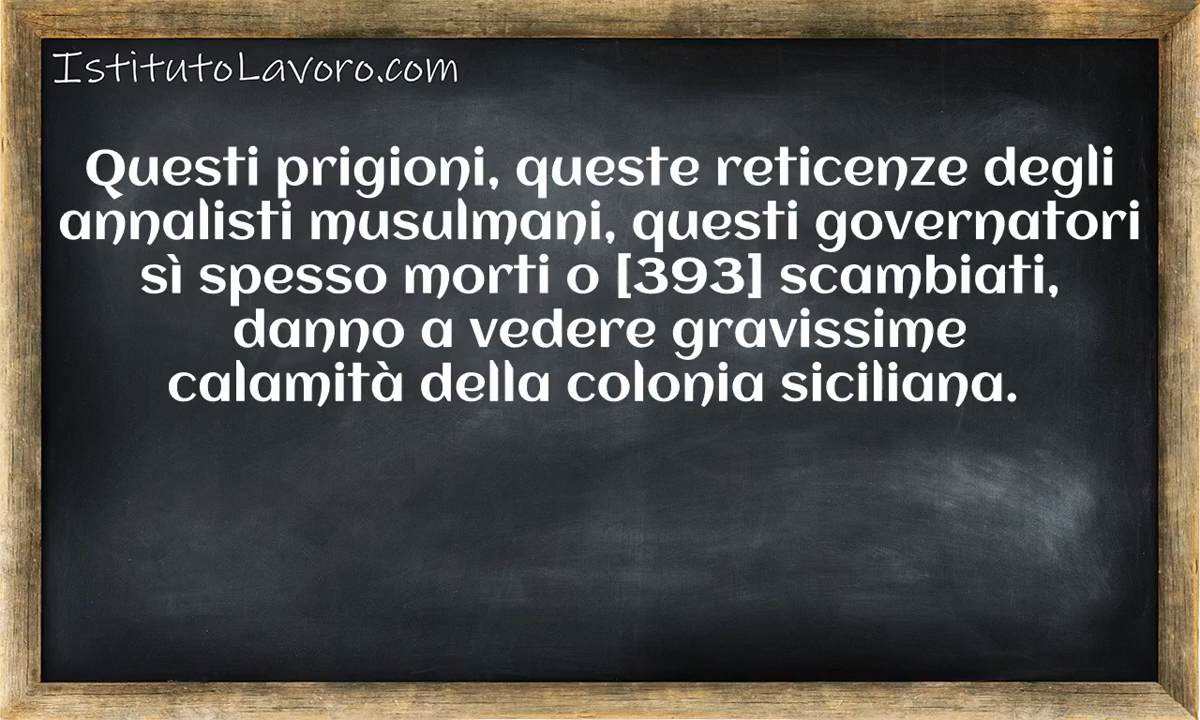 IstitutoLavoro.com
Questi prigioni, queste reticenze degli
annalisti musulmani, questi governatori
sì spesso morti o [393] scambiati,
danno a vedere gravissime
calamità della colonia siciliana.